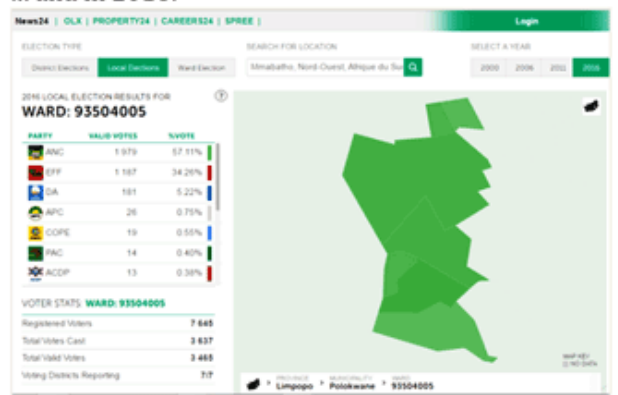 News24 | OLX | PROPERTY24 | CAREERS24 | SPREE |
Login
ELECTION TYPE
District Elections Local Elections Ward Election
SEARCH FOR LOCATION
Mmabatho, Nord-Ouest, Afrique du Su
SELECT A YEAR
2000 2006 2011 2016
2016 LOCAL ELECTION RESULTS FOR
WARD: 93504005
?
PARTY VALID VOTES %VOTE
ANC 1 979 57.11%
EFF 1 187 34.26%
DA 181 5.22%
APC 26 0.75%
COPE 19 0.55%
PAC 14 0.40%
ACDP 13 0.38%
VOTER STATS: WARD: 93504005
Registered Voters 7 645
Total Votes Cast 3 637
Total Valid Votes 3 465
Voting Districts Reporting 7/7
MAP KEY
NO DATA
PROVINCE MUNICIPALITY WARD
Limpopo > Polokwane > 93504005